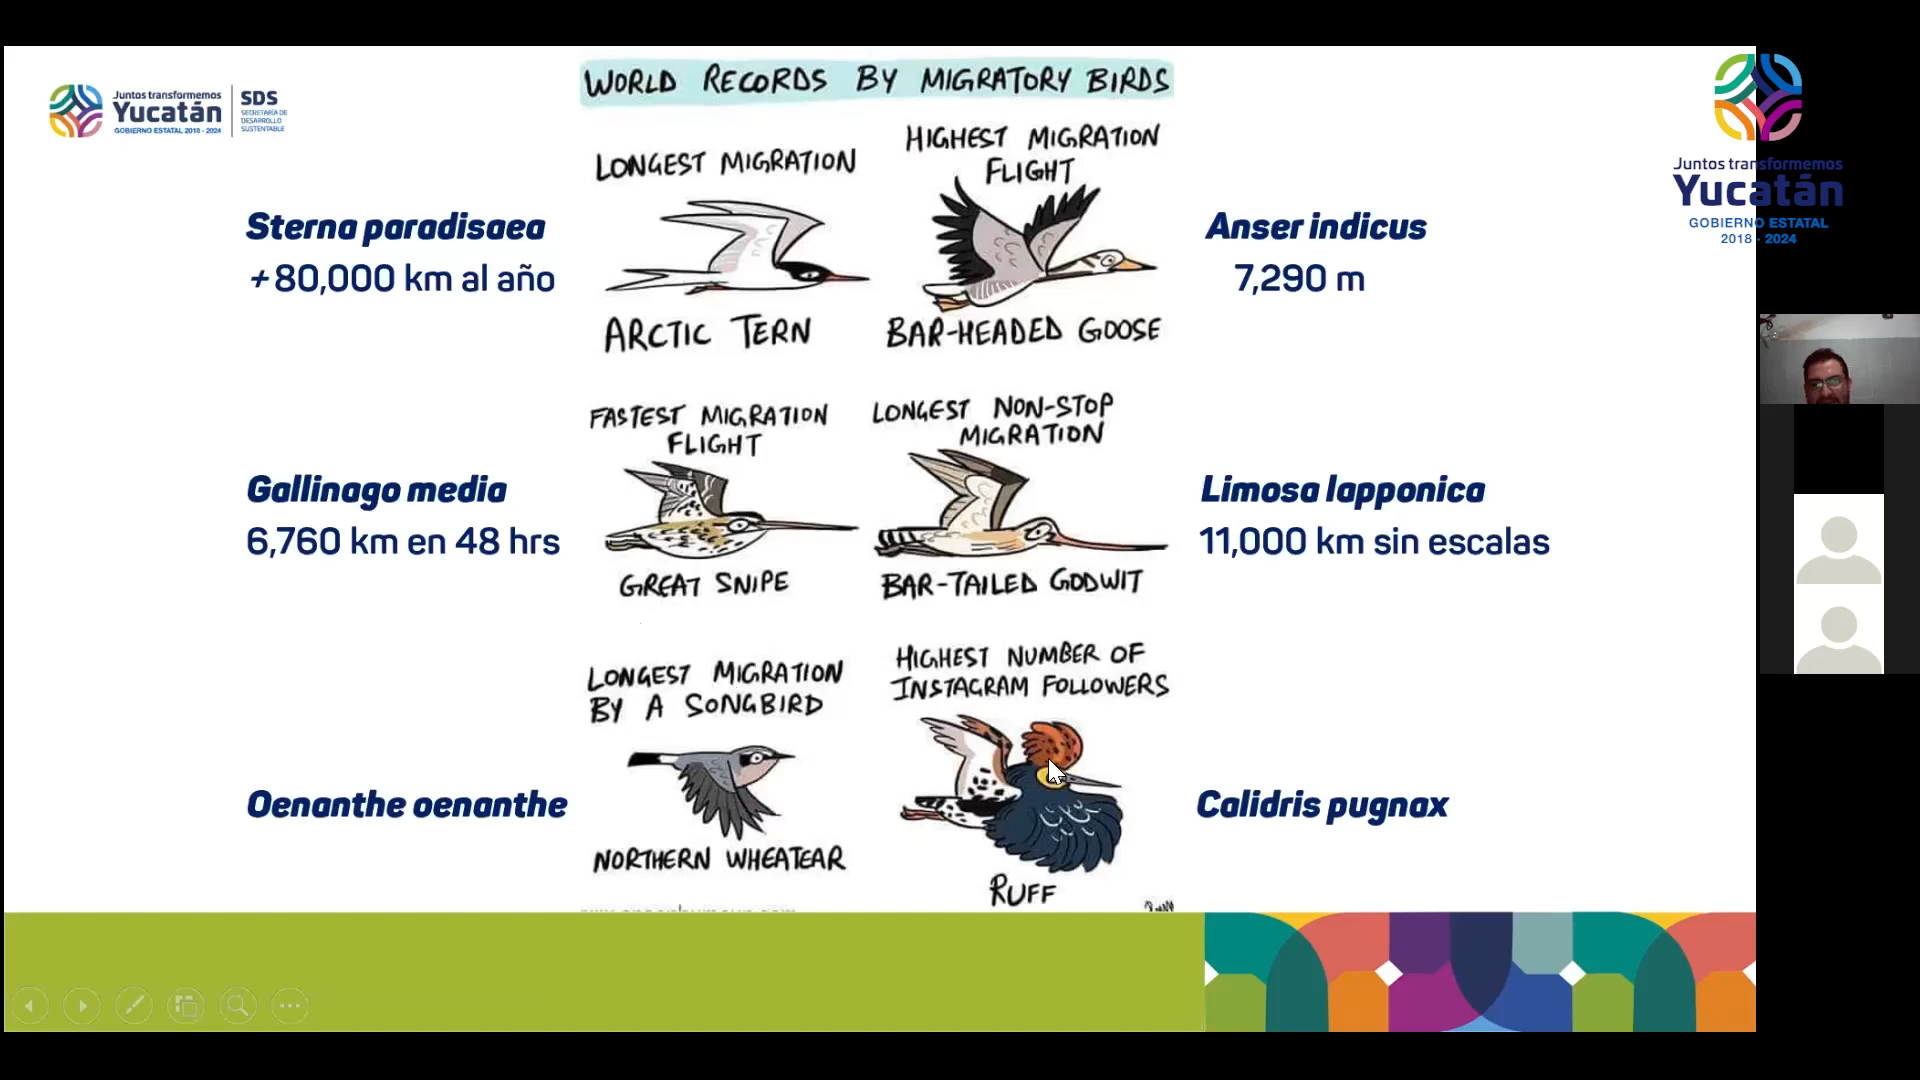 Juntos transformemos
Yucatán
GOBIERNO ESTATAL 2018 - 2024
SDS
SECRETARÍA DE
DESARROLLO
SUSTENTABLE
WORLD RECORDS BY MIGRATORY BIRDS
LONGEST MIGRATION
HIGHEST MIGRATION
FLIGHT
Sterna paradisaea
+80,000 km al año
Anser indicus
7,290 m
ARCTIC TERN
BAR-HEADED GOOSE
FASTEST MIGRATION
FLIGHT
LONGEST NON-STOP
MIGRATION
Gallinago media
6,760 km en 48 hrs
Limosa lapponica
11,000 km sin escalas
GREAT SNIPE
BAR-TAILED GODWIT
LONGEST MIGRATION
BY A SONGBIRD
HIGHEST NUMBER OF
INSTAGRAM FOLLOWERS
Oenanthe oenanthe
Calidris pugnax
NORTHERN WHEATEAR
RUFF
Juntos transformemos
Yucatán
GOBIERNO ESTATAL
2018 - 2024